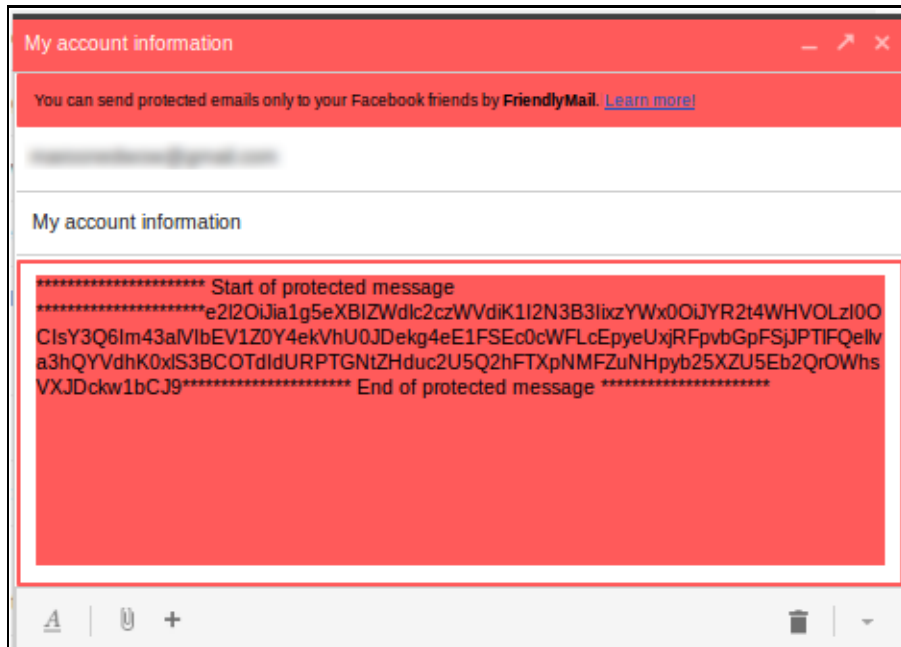 My account information
You can send protected emails only to your Facebook friends by FriendlyMail. Learn more!
My account information
********************** Start of protected message
**********************e2l2OiJia1g5eXBIZWdlc2czWVdiK1I2N3B3IixzYWx0OiJYR2t4WHVOLzI0O
CIsY3Q6Im43alVIbEV1Z0Y4ekVhU0JDekg4eE1FSEc0cWFLcEpyeUxjRFpvbGpFSjJPTlFQellv
a3hQYVdhK0xlS3BCOTdIdURPTGNtZHduc2U5Q2hFTXpNMFZuNHpyb25XZU5Eb2QrOWhs
VXJDckw1bCJ9********************** End of protected message **********************
A